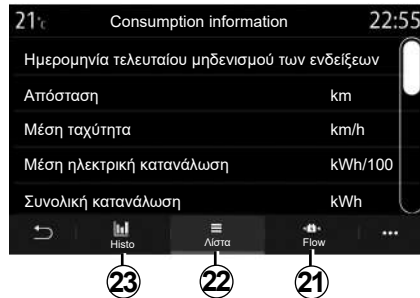 21°c Consumption information 22:55
Ημερομηνία τελευταίου μηδενισμού των ενδείξεων
Απόσταση km
Μέση ταχύτητα km/h
Μέση ηλεκτρική κατανάλωση kWh/100
Συνολική κατανάλωση kWh
Histo Λίστα Flow
23 22 21